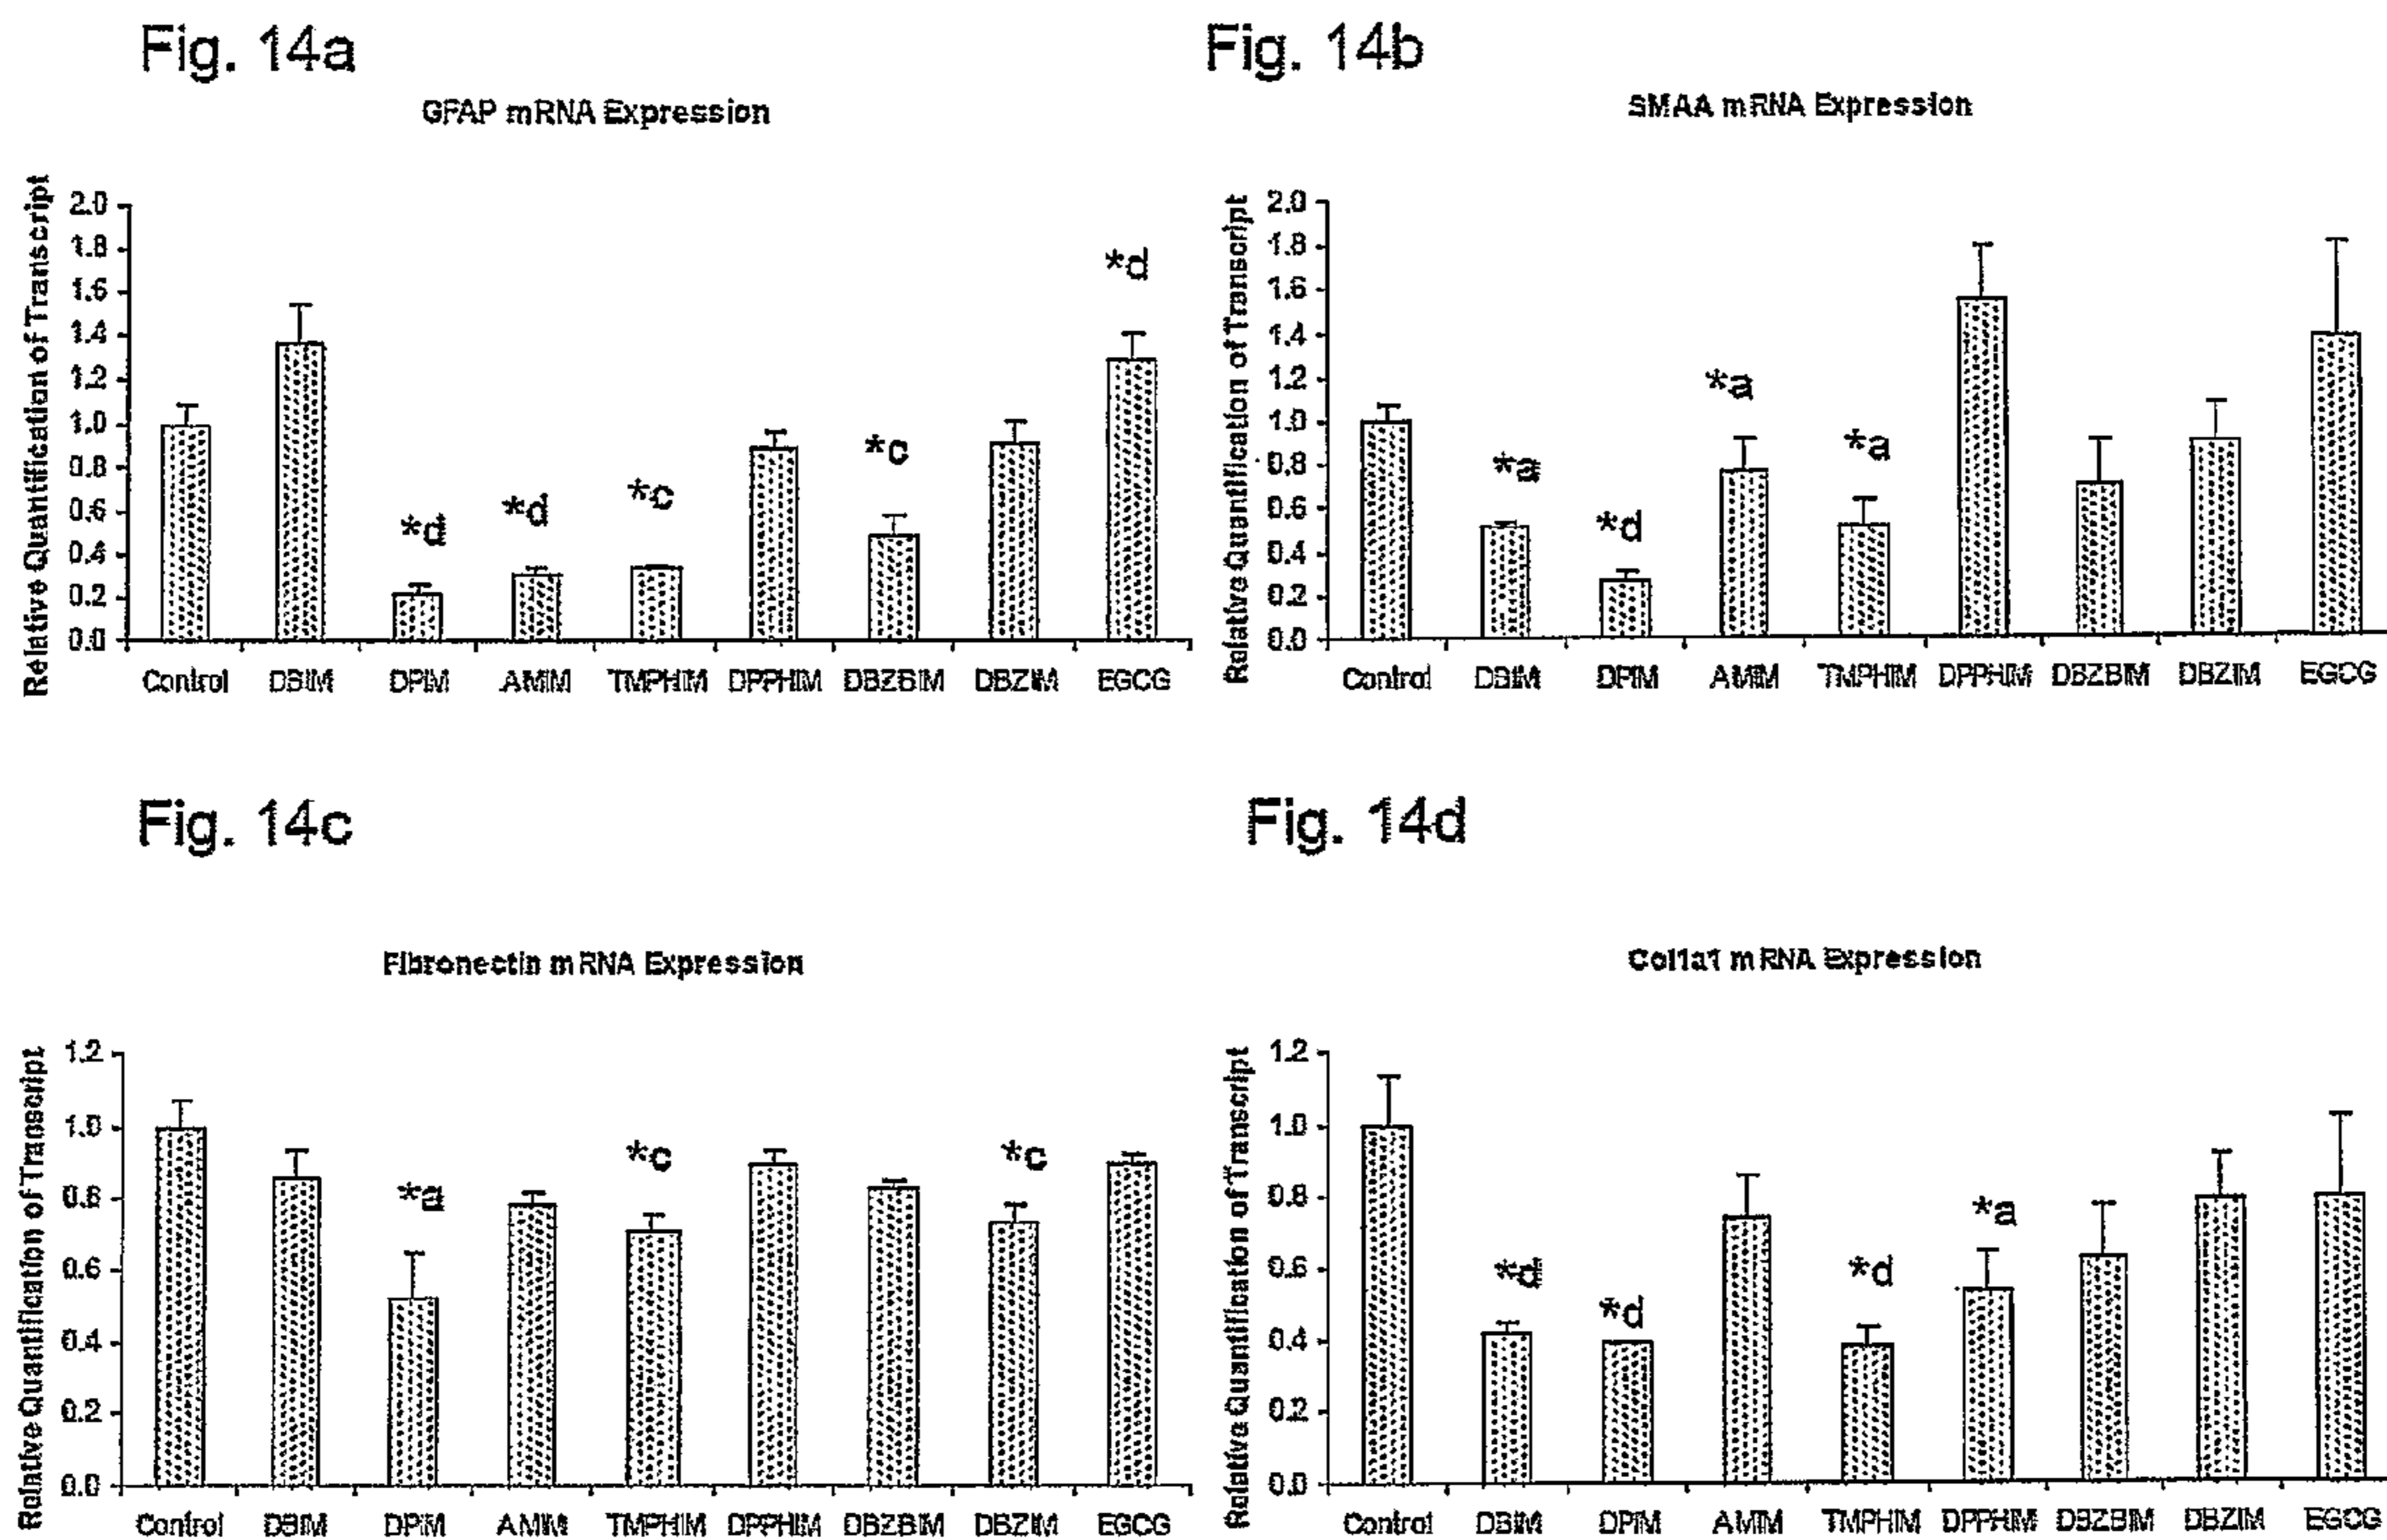 Fig. 14a
GFAP mRNA Expression
Relative Quantification of Transcript
2.0
1.8
1.6
1.4
1.2
1.0
0.8
0.6
0.4
0.2
0.0
*d
*d
*c
*c
*d
Control DBIM DPIM AMIM TMPHIM DPPHIM DBZBIM DBZIM EGCG
Fig. 14b
SMAA mRNA Expression
Relative Quantification of Transcript
2.0
1.8
1.6
1.4
1.2
1.0
0.8
0.6
0.4
0.2
0.0
*a
*d
*a
*a
Control DBIM DPIM AMIM TMPHIM DPPHIM DBZBIM DBZIM EGCG
Fig. 14c
Fibronectin mRNA Expression
Relative Quantification of Transcript
1.2
1.0
0.8
0.6
0.4
0.2
0.0
*a
*c
*c
Control DBIM DPIM AMIM TMPHIM DPPHIM DBZBIM DBZIM EGCG
Fig. 14d
Col1a1 mRNA Expression
Relative Quantification of Transcript
1.2
1.0
0.8
0.6
0.4
0.2
0.0
*d
*d
*d
*a
Control DBIM DPIM AMIM TMPHIM DPPHIM DBZBIM DBZIM EGCG